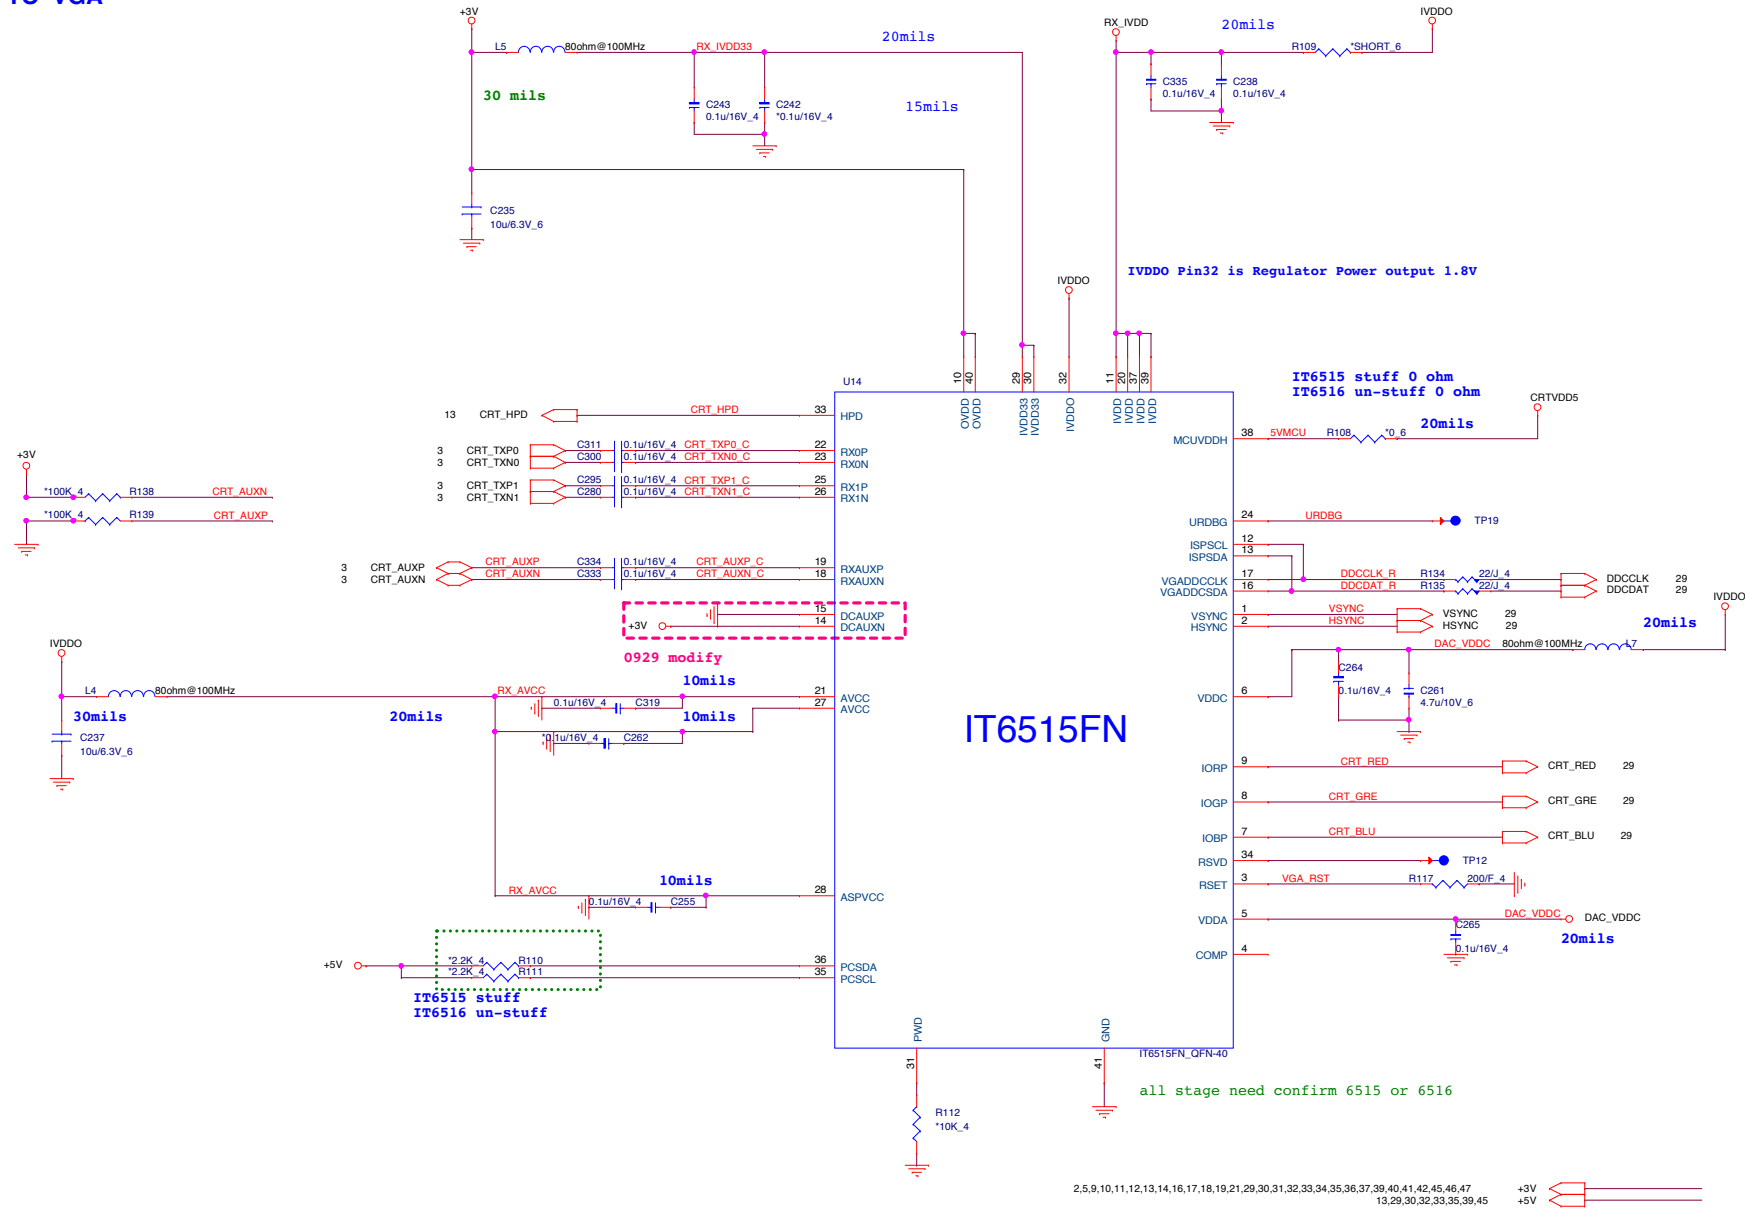 TO VGA
+3V
L5
80ohm@100MHz
RX_IVDD33
20mils
30 mils
C243
0.1u/16V_4
C242
*0.1u/16V_4
15mils
RX_IVDD
20mils
IVDDO
R109
*SHORT_6
C335
0.1u/16V_4
C238
0.1u/16V_4
C235
10u/6.3V_6
IVDDO Pin32 is Regulator Power output 1.8V
IVDDO
10
40
29
30
32
11
20
37
39
U14
OVDD
OVDD
IVDD33
IVDD33
IVDDO
IVDD
IVDD
IVDD
IVDD
IT6515 stuff 0 ohm
IT6516 un-stuff 0 ohm
CRTVDD5
20mils
13 CRT_HPD
CRT_HPD
33
HPD
MCUVDDH
38
5VMCU
R108
*0_6
3 CRT_TXP0
C311
0.1u/16V_4
CRT_TXP0_C
22
RX0P
3 CRT_TXN0
C300
0.1u/16V_4
CRT_TXN0_C
23
RX0N
3 CRT_TXP1
C295
0.1u/16V_4
CRT_TXP1_C
25
RX1P
3 CRT_TXN1
C280
0.1u/16V_4
CRT_TXN1_C
26
RX1N
+3V
*100K_4
R138
CRT_AUXN
*100K_4
R139
CRT_AUXP
URDBG
24
URDBG
TP19
ISPSCL
12
ISPSDA
13
3 CRT_AUXP
CRT_AUXP
C334
0.1u/16V_4
CRT_AUXP_C
19
RXAUXP
3 CRT_AUXN
CRT_AUXN
C333
0.1u/16V_4
CRT_AUXN_C
18
RXAUXN
VGADDCCLK
17
DDCCLK_R
R134
22/J_4
DDCCLK 29
VGADDCSDA
16
DDCDAT_R
R135
22/J_4
DDCDAT 29
15
DCAUXP
+3V
14
DCAUXN
0929 modify
VSYNC
1
VSYNC
VSYNC 29
HSYNC
2
HSYNC
HSYNC 29
IVDDO
20mils
DAC_VDDC
80ohm@100MHz
L7
C264
0.1u/16V_4
C261
4.7u/10V_6
VDDC
6
IVDDO
L4
80ohm@100MHz
30mils
C237
10u/6.3V_6
20mils
RX_AVCC
10mils
0.1u/16V_4
C319
21
AVCC
27
AVCC
10mils
*0.1u/16V_4
C262
IT6515FN
IORP
9
CRT_RED
CRT_RED 29
IOGP
8
CRT_GRE
CRT_GRE 29
IOBP
7
CRT_BLU
CRT_BLU 29
RSVD
34
TP12
RSET
3
VGA_RST
R117
200/F_4
RX_AVCC
10mils
0.1u/16V_4
C255
28
ASPVCC
VDDA
5
DAC_VDDC
DAC_VDDC
C265
0.1u/16V_4
20mils
COMP
4
+5V
*2.2K_4
R110
36
PCSDA
*2.2K_4
R111
35
PCSCL
IT6515 stuff
IT6516 un-stuff
PWD
GND
31
41
IT6515FN_QFN-40
all stage need confirm 6515 or 6516
R112
*10K_4
2,5,9,10,11,12,13,14,16,17,18,19,21,29,30,31,32,33,34,35,36,37,39,40,41,42,45,46,47 +3V
13,29,30,32,33,35,39,45 +5V